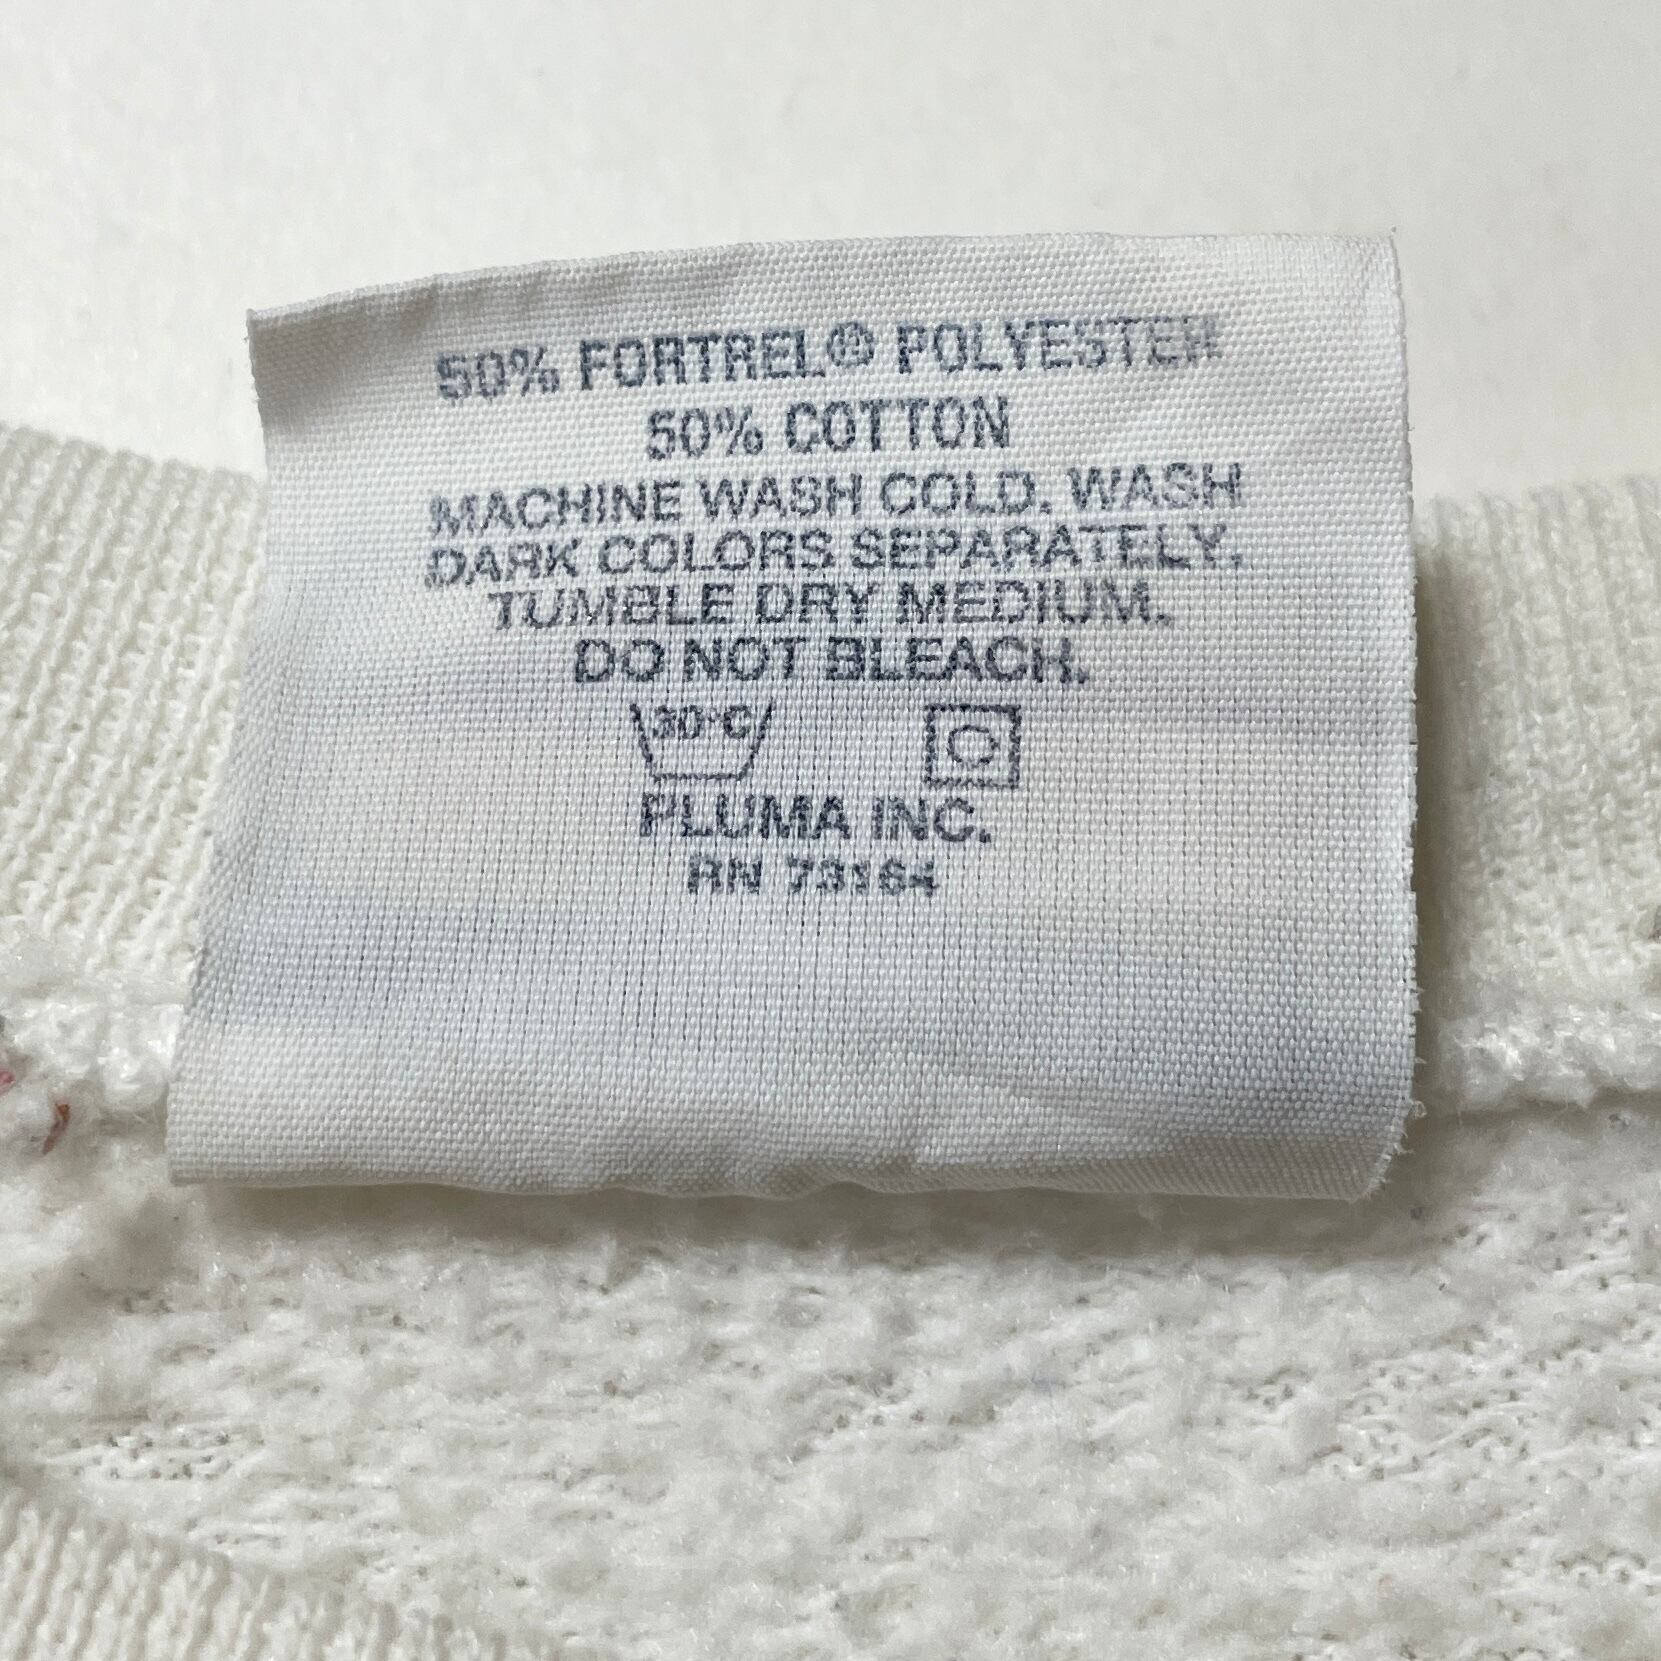 50% FORTREL® POLYESTER
50% COTTON
MACHINE WASH COLD. WASH
DARK COLORS SEPARATELY.
TUMBLE DRY MEDIUM.
DO NOT BLEACH.
30°C
PLUMA INC.
RN 73164